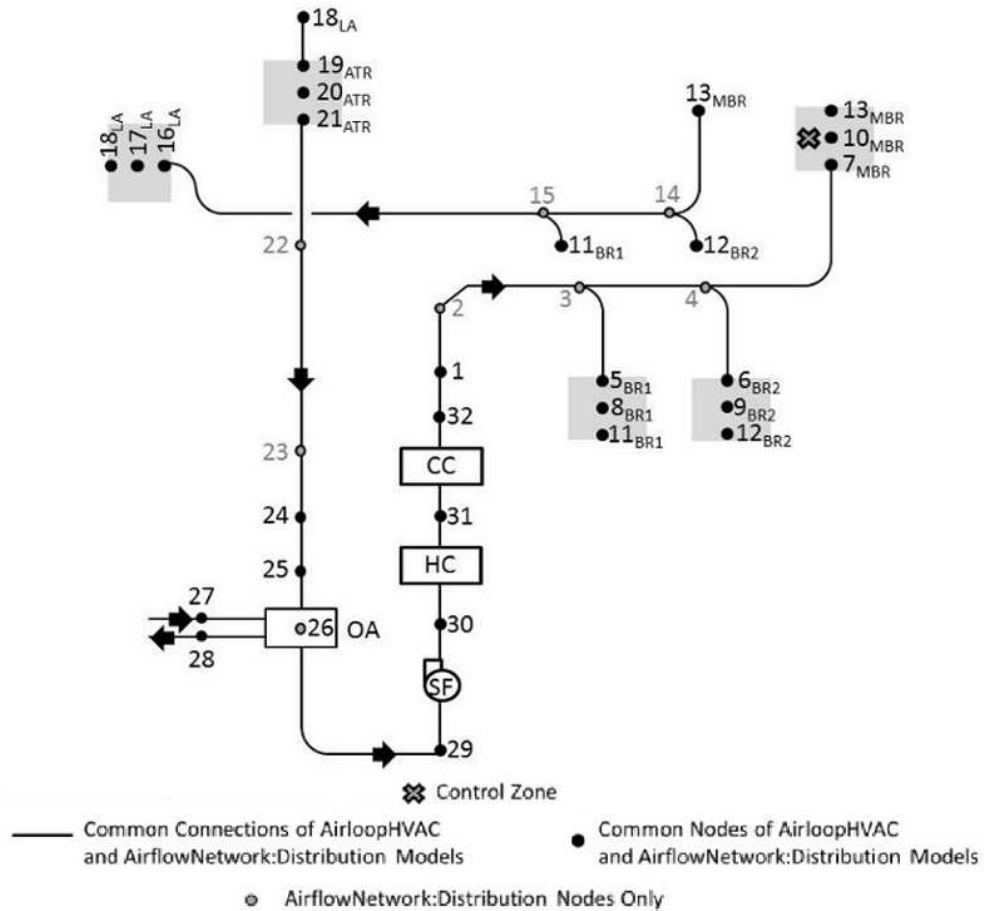 18LA
19ATR
20ATR
21ATR
18LA
17LA
16LA
13MBR
13MBR
10MBR
7MBR
15
14
11BR1
12BR2
22
2
3
4
1
5BR1
8BR1
11BR1
6BR2
9BR2
12BR2
32
23
CC
24
31
25
HC
27
26
OA
28
30
SF
29
Control Zone
Common Connections of AirloopHVAC
and AirflowNetwork:Distribution Models
Common Nodes of AirloopHVAC
and AirflowNetwork:Distribution Models
AirflowNetwork:Distribution Nodes Only